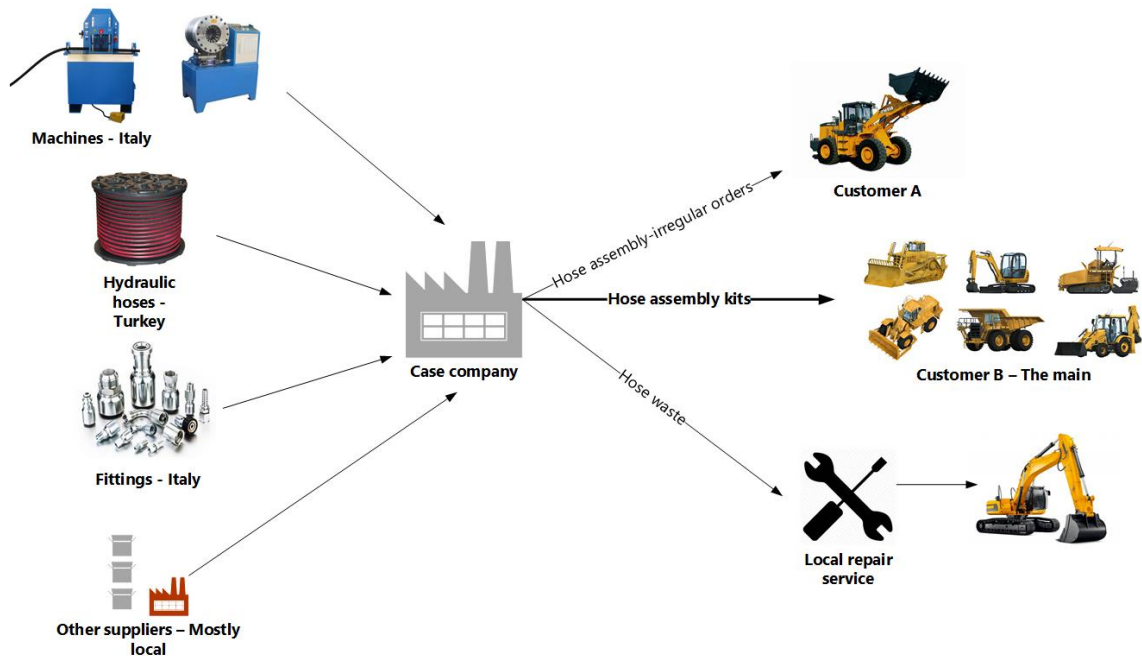 Machines - Italy
Hydraulic
hoses -
Turkey
Fittings - Italy
Other suppliers – Mostly
local
Case company
Hose assembly-irregular orders
Hose assembly kits
Hose waste
Customer A
Customer B – The main
Local repair
service